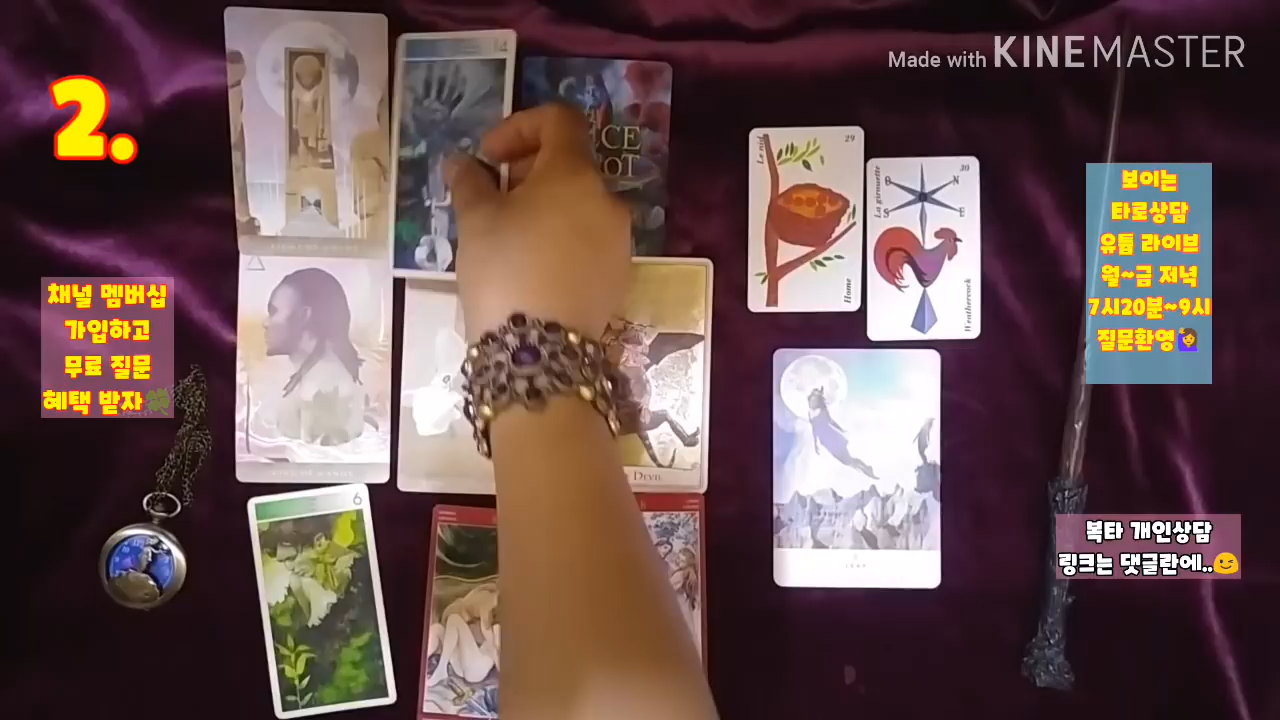 Made with KINEMASTER
2.
14
CE
OT
29
Home
30
La girouette
N
S
E
Weathercock
보이는
타로상담
유튭 라이브
월~금 저녁
7시20분~9시
질문환영🙋‍♀️
채널 멤버십
가입하고
무료 질문
혜택 받자🍀
DEVIL
6
LEAP
복타 개인상담
링크는 댓글란에..😉